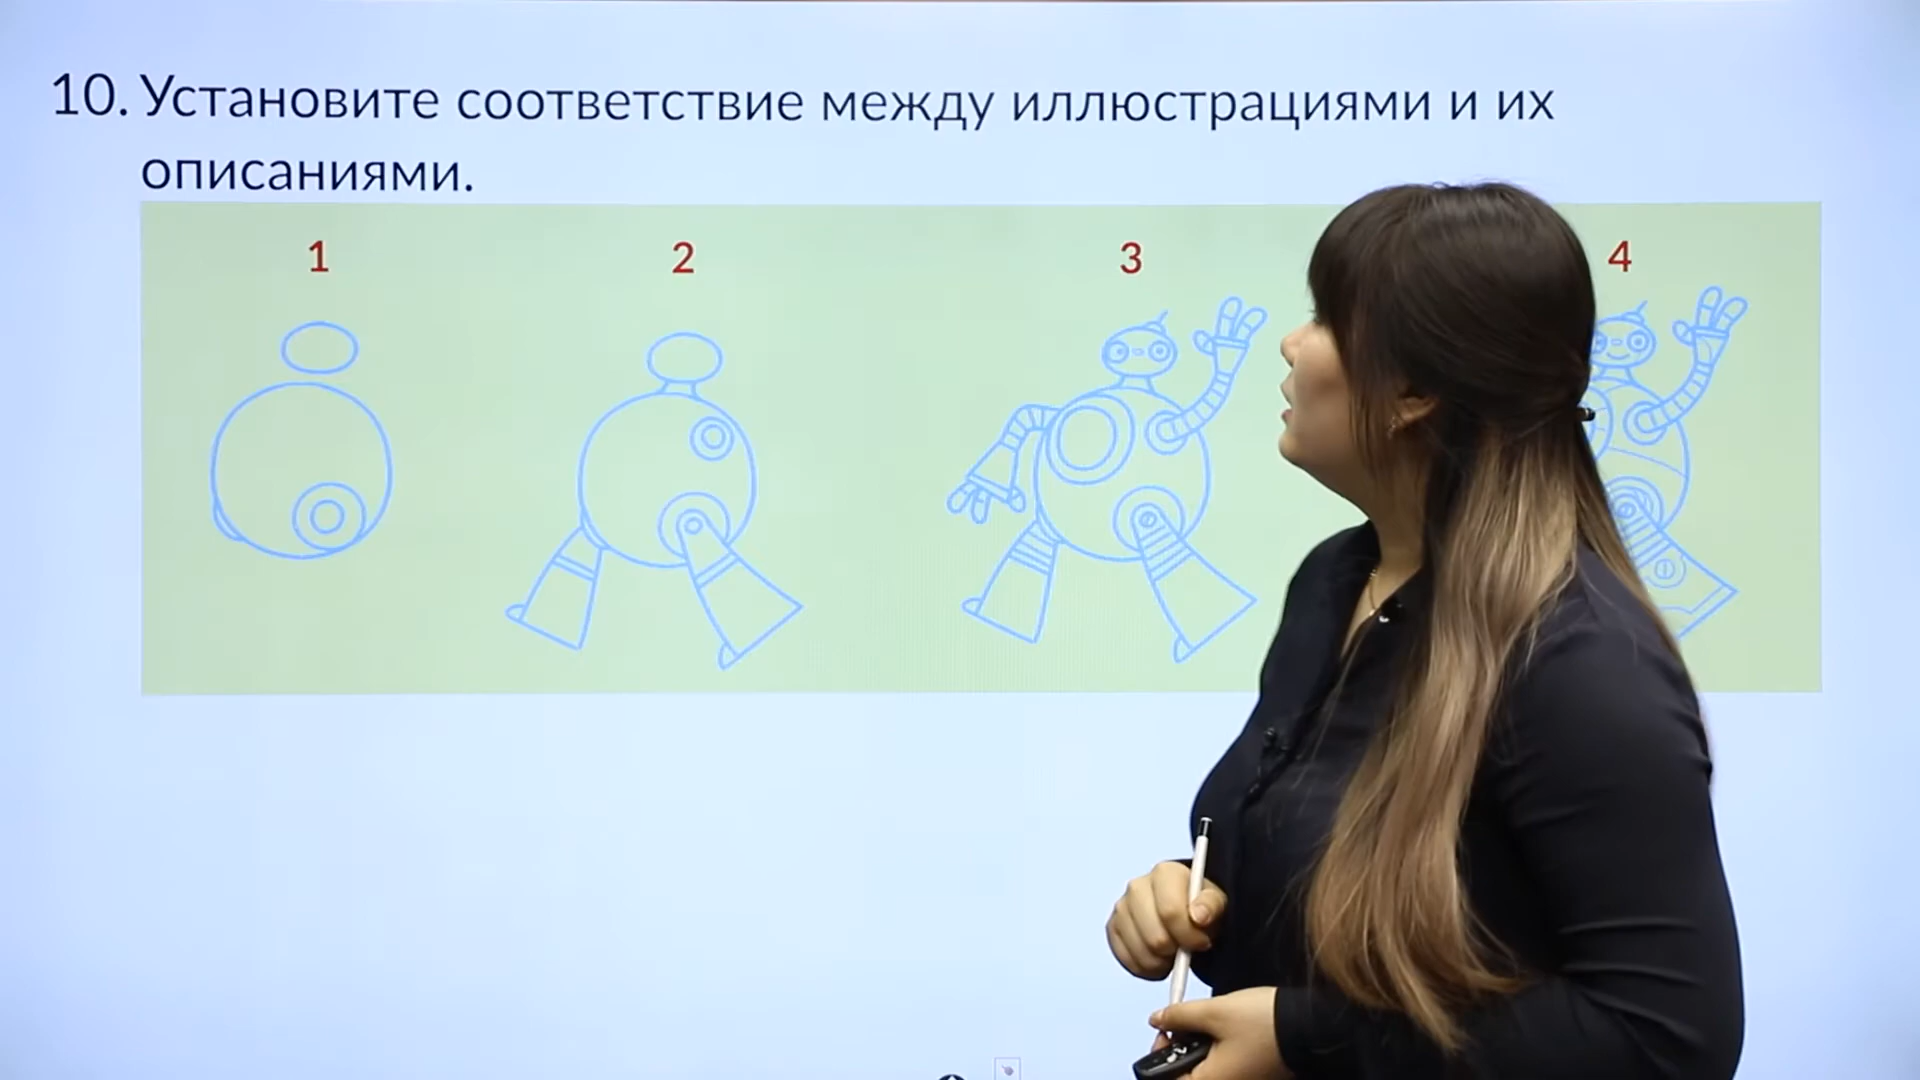 10. Установите соответствие между иллюстрациями и их
описаниями.
1 2 3 4